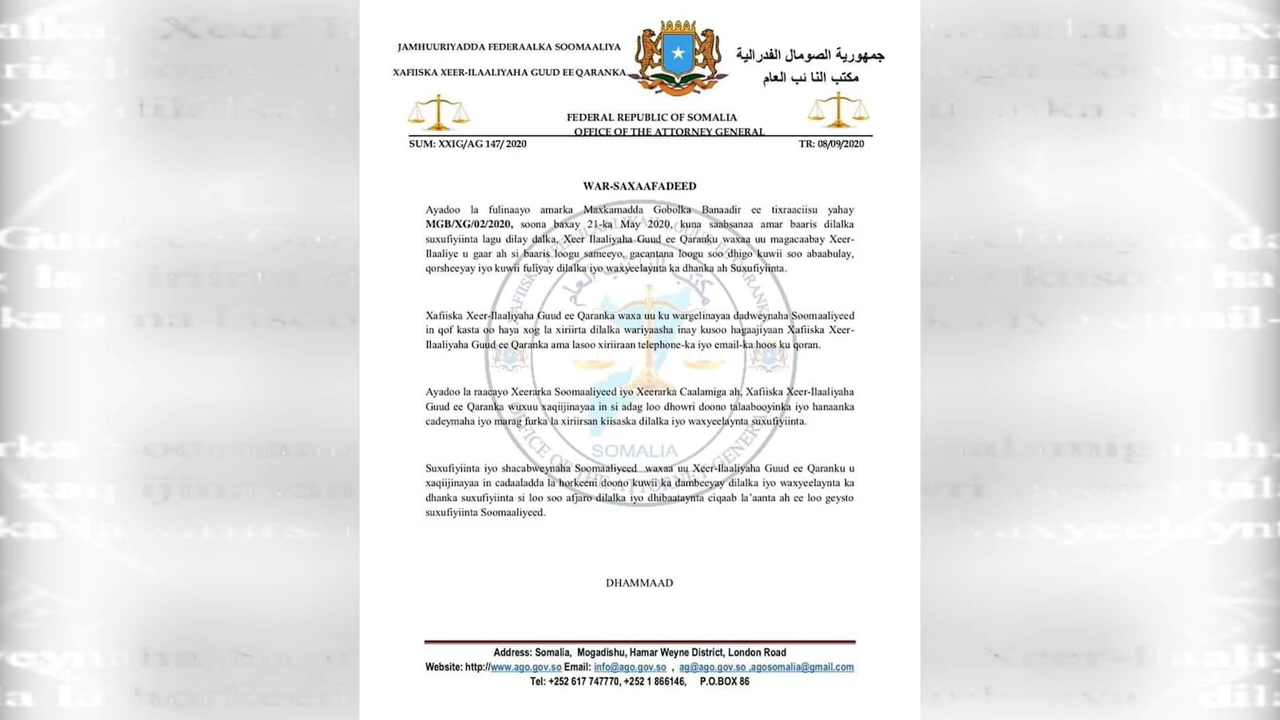 JAMHUURIYADDA FEDERAALKA SOOMAALIYA
XAFIISKA XEER-ILAALIYAHA GUUD EE QARANKA
جمهورية الصومال الفدرالية
مكتب النائب العام
FEDERAL REPUBLIC OF SOMALIA
OFFICE OF THE ATTORNEY GENERAL
SUM: XXIG/AG 147/ 2020
TR: 08/09/2020
WAR-SAXAAFADEED
Ayadoo la fulinaayo amarka Maxkamadda Gobolka Banaadir ee tixraaciisu yahay
MGB/XG/02/2020, soona baxay 21-ka May 2020, kuna saabsanaa amar baaris dilalka
suxufiyiinta lagu dilay dalka, Xeer Ilaaliyaha Guud ee Qaranku waxaa uu magacaabay Xeer-
Ilaaliye u gaar ah si baaris loogu sameeyo, gacantana loogu soo dhigo kuwii soo abaabulay,
qorsheeyay iyo kuwii fuliyay dilalka iyo waxyeelaynta ka dhanka ah Suxufiyiinta.
Xafiiska Xeer-Ilaaliyaha Guud ee Qaranka waxa uu ku wargelinayaa dadweynaha Soomaaliyeed
in qof kasta oo haya xog la xiriirta dilalka wariyaasha inay kusoo hagaajiyaan Xafiiska Xeer-
Ilaaliyaha Guud ee Qaranka ama lasoo xiriiraan telephone-ka iyo email-ka hoos ku qoran.
Ayadoo la raacayo Xeerarka Soomaaliyeed iyo Xeerarka Caalamiga ah, Xafiiska Xeer-Ilaaliyaha
Guud ee Qaranka wuxuu xaqiijinayaa in si adag loo dhowri doono talaabooyinka iyo hanaanka
cadeymaha iyo marag furka la xiriirsan kiisaska dilalka iyo waxyeelaynta suxufiyiinta.
Suxufiyiinta iyo shacabweynaha Soomaaliyeed waxaa uu Xeer-Ilaaliyaha Guud ee Qaranku u
xaqiijinayaa in cadaaladda la horkeeni doono kuwii ka dambeeyay dilalka iyo waxyeelaynta ka
dhanka suxufiyiinta si loo soo afjaro dilalka iyo dhibaataynta ciqaab la'aanta ah ee loo geysto
suxufiyiinta Soomaaliyeed.
SOMALIA
OFFICE OF THE ATTORNEY GENERAL
DHAMMAAD
Address: Somalia, Mogadishu, Hamar Weyne District, London Road
Website: http://www.ago.gov.so Email: info@ago.gov.so , ag@ago.gov.so ,agosomalia@gmail.com
Tel: +252 617 747770, +252 1 866146, P.O.BOX 86